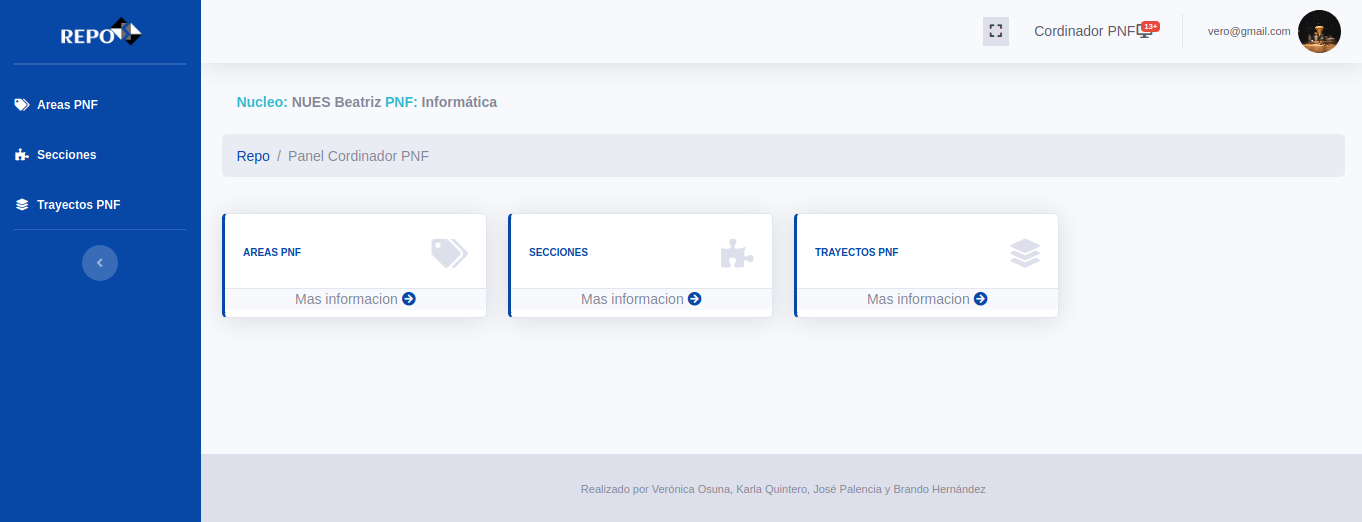 REPO
Cordinador PNF 13+
vero@gmail.com
Areas PNF
Secciones
Trayectos PNF
Nucleo: NUES Beatriz PNF: Informática
Repo / Panel Cordinador PNF
AREAS PNF
Mas informacion
SECCIONES
Mas informacion
TRAYECTOS PNF
Mas informacion
Realizado por Verónica Osuna, Karla Quintero, José Palencia y Brando Hernández